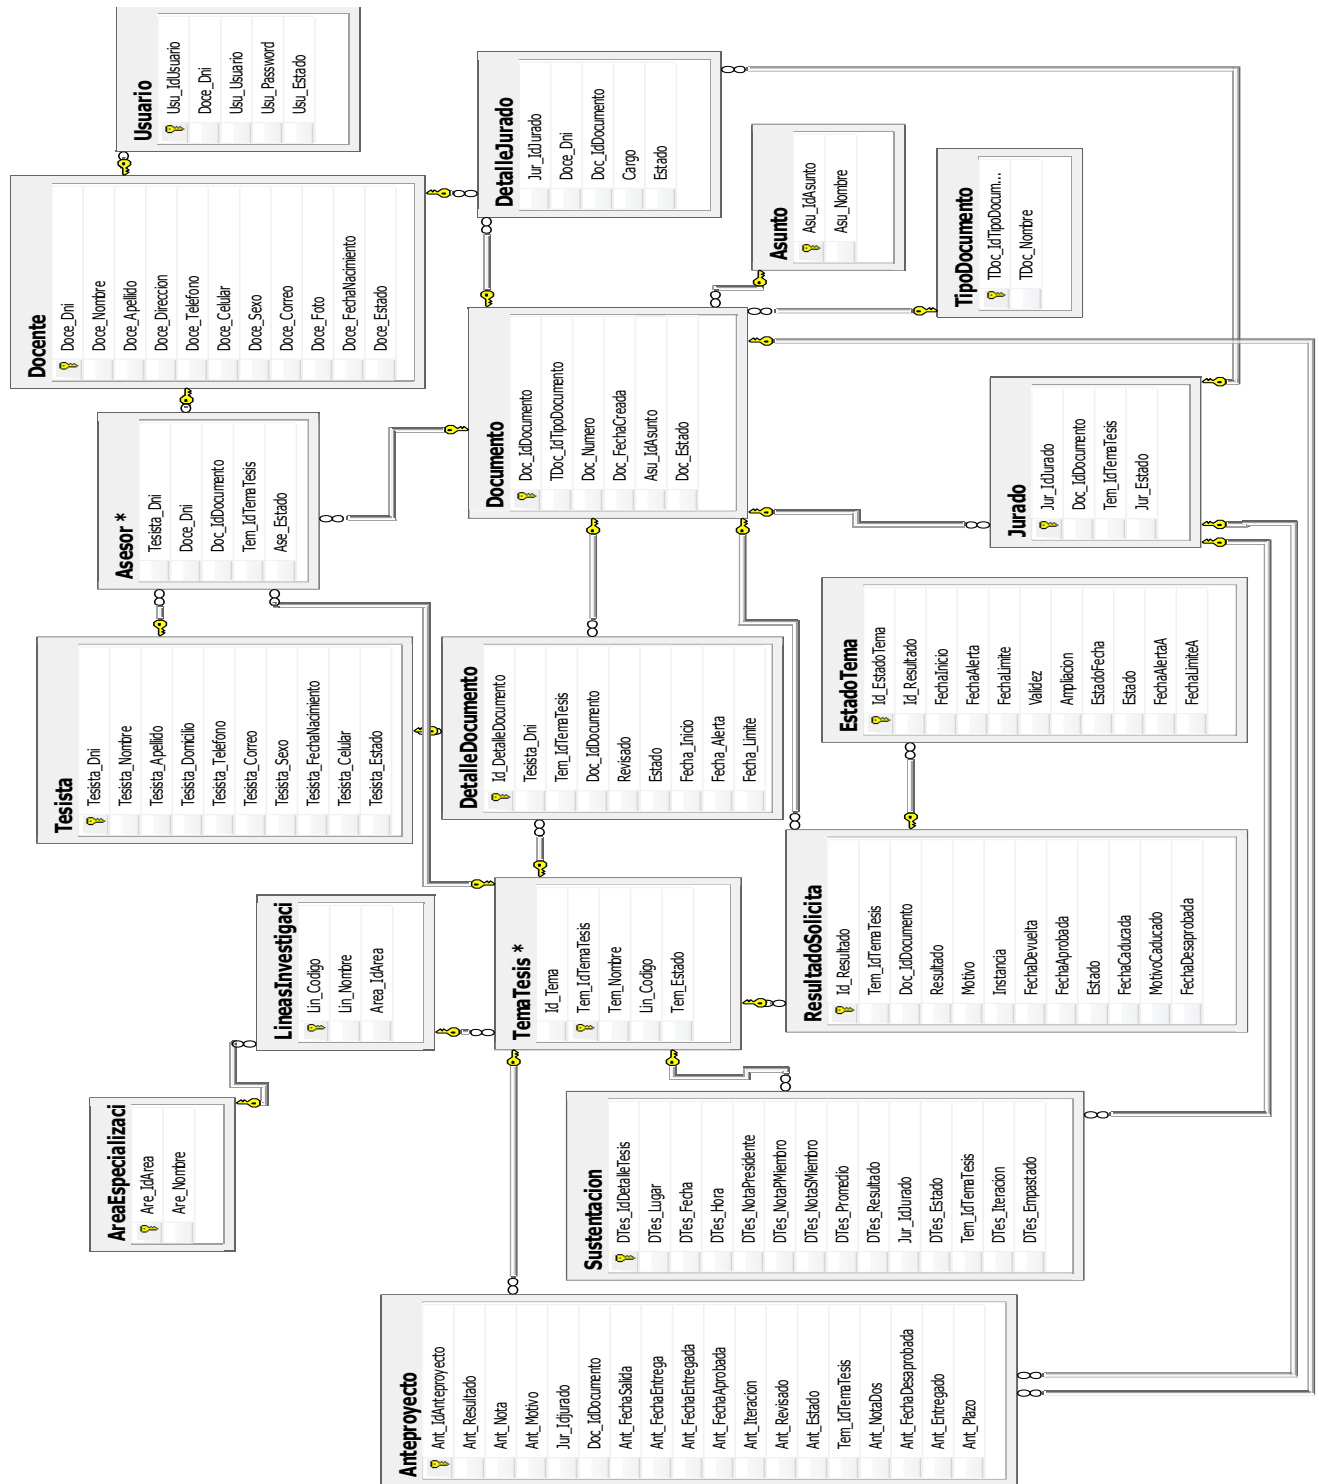 Usuario
Usu_IdUsuario
Doce_Dni
Usu_Usuario
Usu_Password
Usu_Estado
Docente
Doce_Dni
Doce_Nombre
Doce_Apellido
Doce_Direccion
Doce_Telefono
Doce_Celular
Doce_Sexo
Doce_Correo
Doce_Foto
Doce_FechaNacimiento
Doce_Estado
DetalleJurado
Jur_IdJurado
Doce_Dni
Doc_IdDocumento
Cargo
Estado
Asunto
Asu_IdAsunto
Asu_Nombre
TipoDocumento
TDoc_IdTipoDocum...
TDoc_Nombre
Asesor *
Tesista_Dni
Doce_Dni
Doc_IdDocumento
Tem_IdTemaTesis
Ase_Estado
Documento
Doc_IdDocumento
TDoc_IdTipoDocumento
Doc_Numero
Doc_FechaCreada
Asu_IdAsunto
Doc_Estado
Jurado
Jur_IdJurado
Doc_IdDocumento
Tem_IdTemaTesis
Jur_Estado
Tesista
Tesista_Dni
Tesista_Nombre
Tesista_Apellido
Tesista_Domicilio
Tesista_Telefono
Tesista_Correo
Tesista_Sexo
Tesista_FechaNacimiento
Tesista_Celular
Tesista_Estado
DetalleDocumento
Id_DetalleDocumento
Tesista_Dni
Tem_IdTemaTesis
Doc_IdDocumento
Revisado
Estado
Fecha_Inicio
Fecha_Alerta
Fecha_Limite
EstadoTema
Id_EstadoTema
Id_Resultado
FechaInicio
FechaAlerta
FechaLimite
Validez
Ampliacion
EstadoFecha
Estado
FechaAlertaA
FechaLimiteA
LineasInvestigaci
Lin_Codigo
Lin_Nombre
Area_IdArea
TemaTesis *
Id_Tema
Tem_IdTemaTesis
Tem_Nombre
Lin_Codigo
Tem_Estado
ResultadoSolicita
Id_Resultado
Tem_IdTemaTesis
Doc_IdDocumento
Resultado
Motivo
Instancia
FechaDevuelta
FechaAprobada
Estado
FechaCaducada
MotivoCaducado
FechaDesaprobada
AreaEspecializaci
Are_IdArea
Are_Nombre
Sustentacion
DTes_IdDetalleTesis
DTes_Lugar
DTes_Fecha
DTes_Hora
DTes_NotaPresidente
DTes_NotaPMiembro
DTes_NotaSMiembro
DTes_Promedio
DTes_Resultado
Jur_IdJurado
DTes_Estado
Tem_IdTemaTesis
DTes_Iteracion
DTes_Empastado
Anteproyecto
Ant_IdAnteproyecto
Ant_Resultado
Ant_Nota
Ant_Motivo
Jur_Idjurado
Doc_IdDocumento
Ant_FechaSalida
Ant_FechaEntrega
Ant_FechaEntregada
Ant_FechaAprobada
Ant_Iteracion
Ant_Revisado
Ant_Estado
Tem_IdTemaTesis
Ant_NotaDos
Ant_FechaDesaprobada
Ant_Entregado
Ant_Plazo